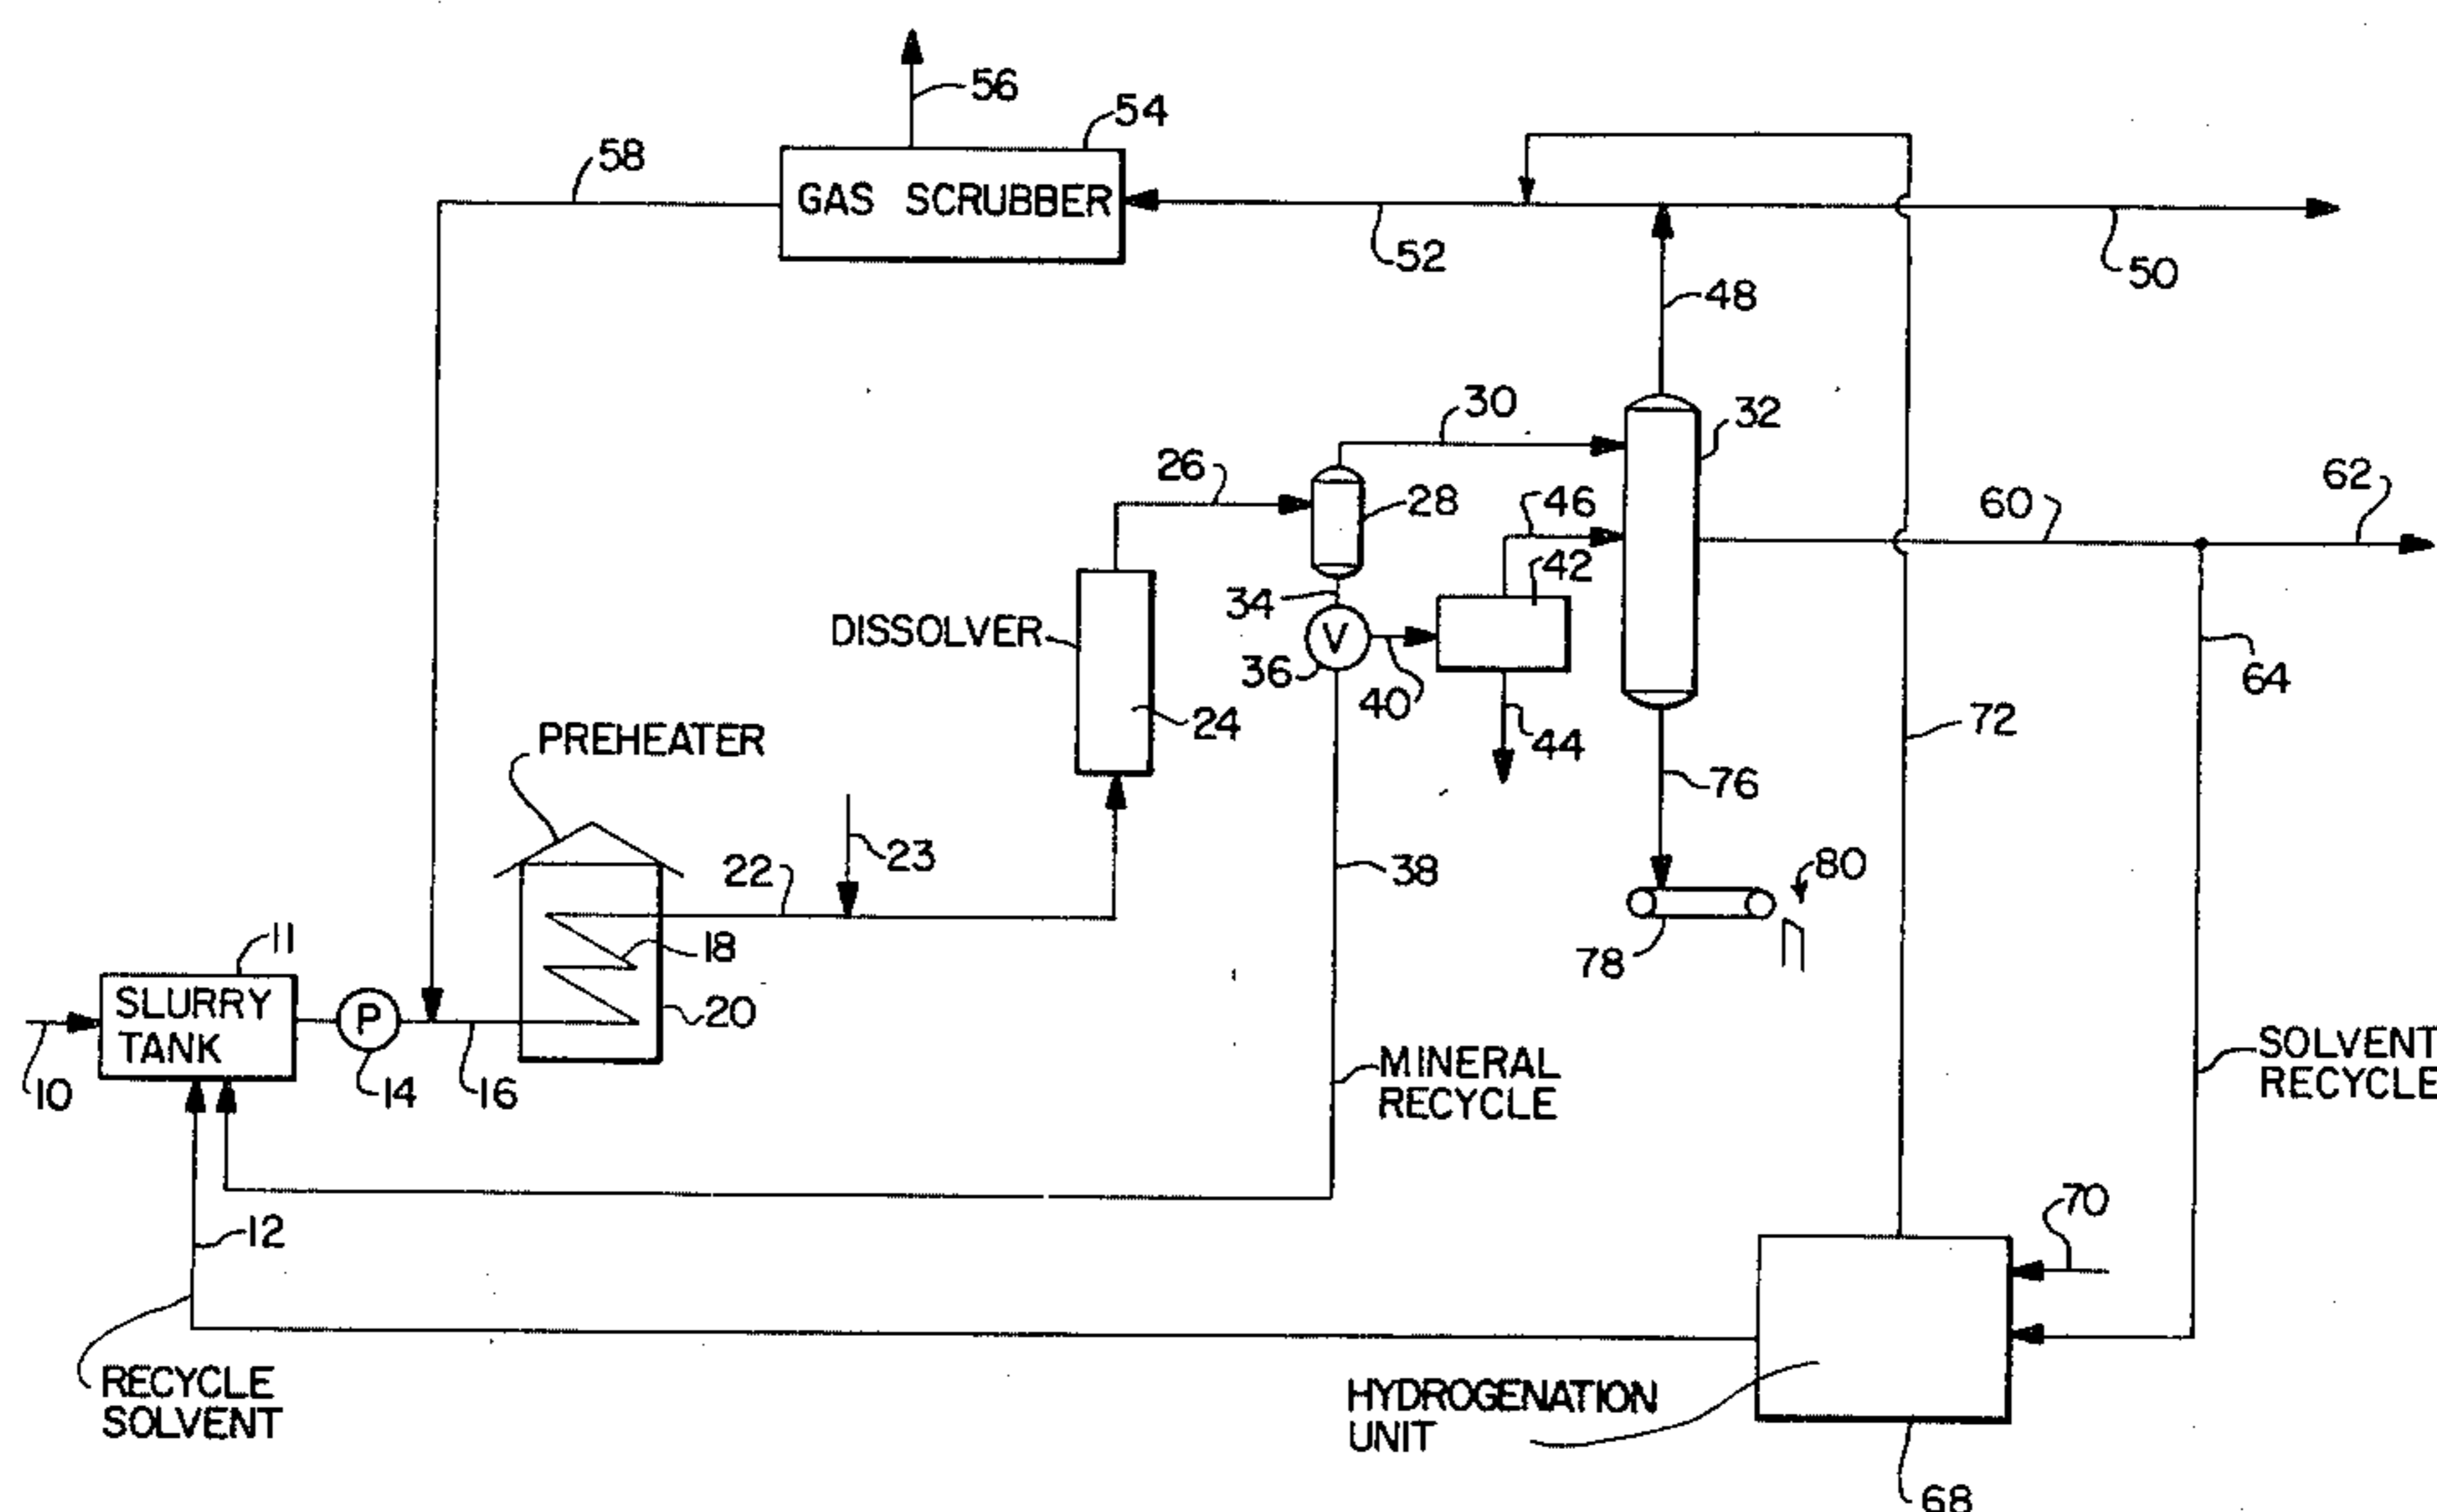 56
54
58
GAS SCRUBBER
52
50
48
30
32
26
28
46
62
60
42
34
DISSOLVER
V
36
40
64
24
44
72
PREHEATER
76
22
23
38
80
11
18
78
SLURRY
TANK
P
20
10
14
16
MINERAL
RECYCLE
SOLVENT
RECYCLE
12
70
RECYCLE
SOLVENT
HYDROGENATION
UNIT
68